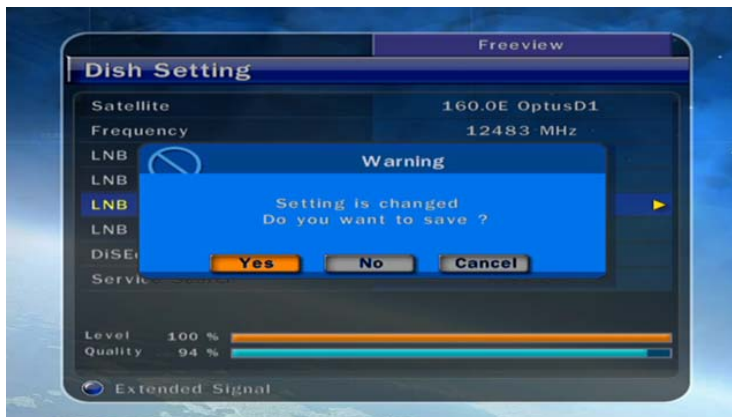 Freeview
Dish Setting
Satellite 160.0E OptusD1
Frequency 12483 MHz
LNB
LNB
LNB
LNB
Warning
Setting is changed
Do you want to save ?
Yes No Cancel
Level 100 %
Quality 94 %
Extended Signal